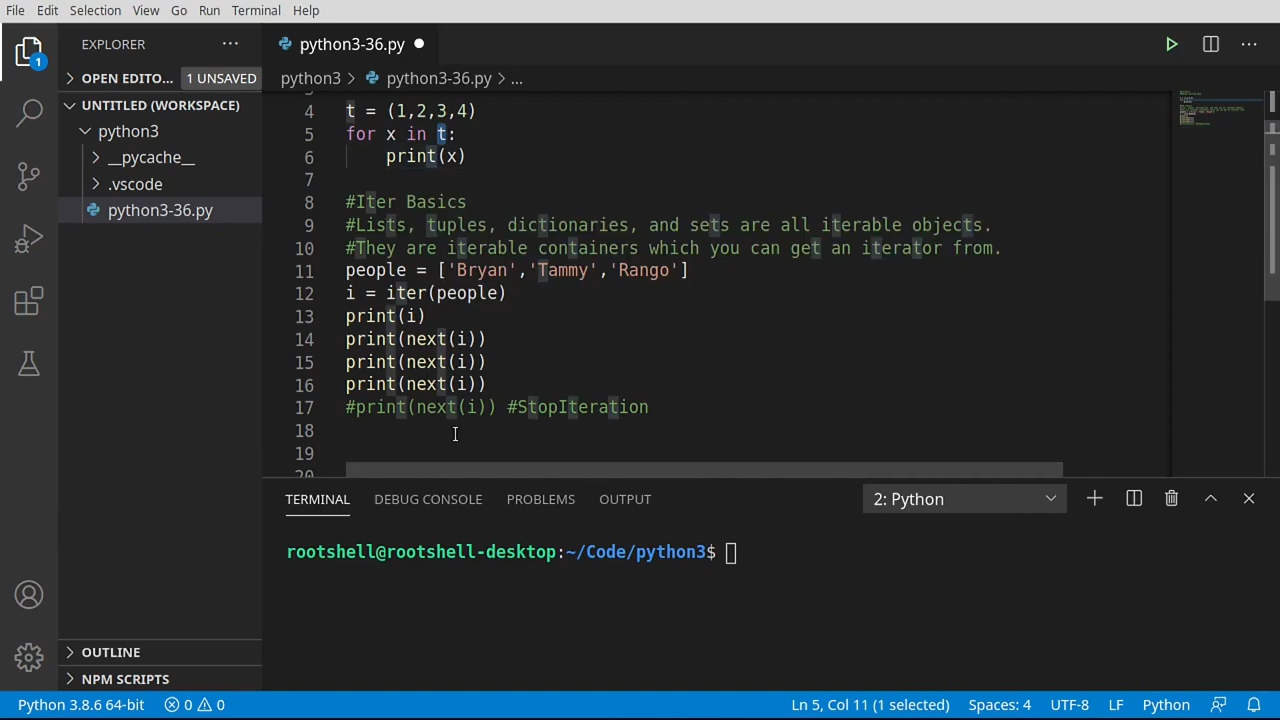 File Edit Selection View Go Run Terminal Help
EXPLORER
python3-36.py
1
OPEN EDITO... 1 UNSAVED
python3 > python3-36.py > ...
UNTITLED (WORKSPACE)
python3
__pycache__
.vscode
python3-36.py
4 t = (1,2,3,4)
5 for x in t:
6 print(x)
7
8 #Iter Basics
9 #Lists, tuples, dictionaries, and sets are all iterable objects.
10 #They are iterable containers which you can get an iterator from.
11 people = ['Bryan','Tammy','Rango']
12 i = iter(people)
13 print(i)
14 print(next(i))
15 print(next(i))
16 print(next(i))
17 #print(next(i)) #StopIteration
18
19
20
TERMINAL DEBUG CONSOLE PROBLEMS OUTPUT 2: Python
rootshell@rootshell-desktop:~/Code/python3$
OUTLINE
NPM SCRIPTS
Python 3.8.6 64-bit 0 0 Ln 5, Col 11 (1 selected) Spaces: 4 UTF-8 LF Python